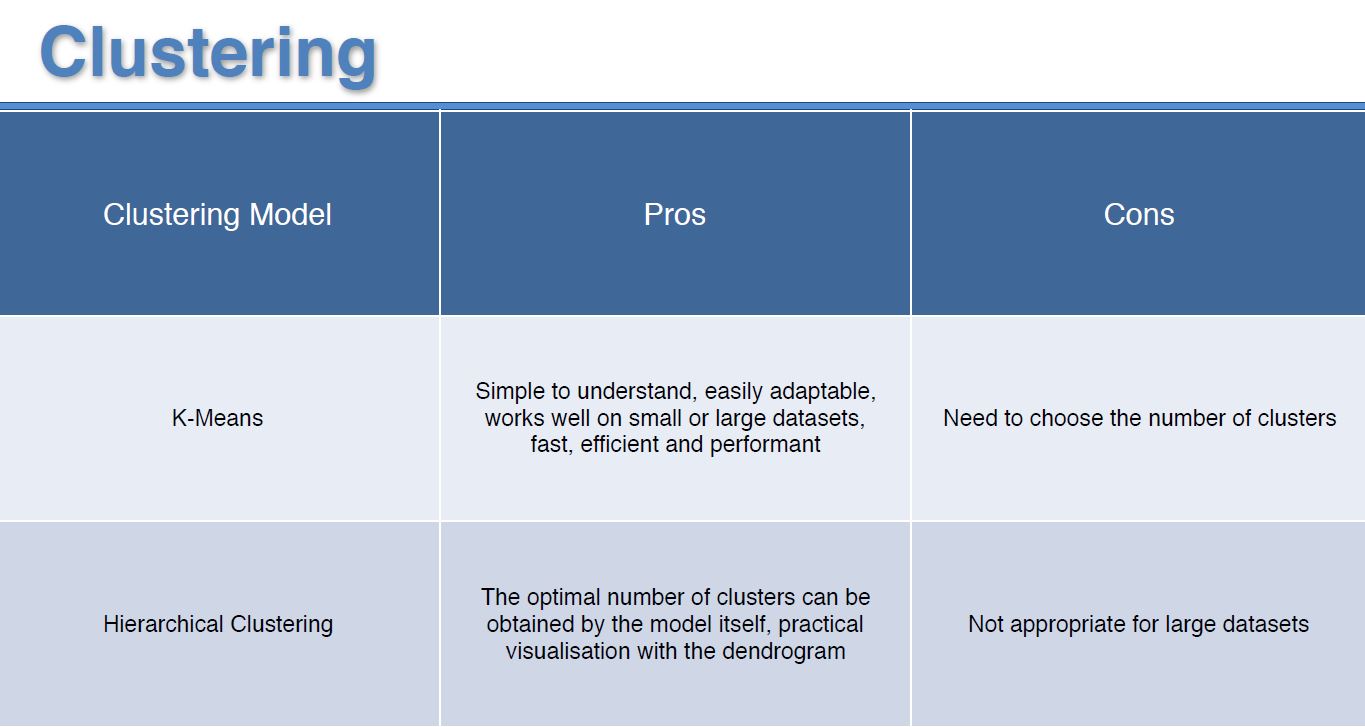 Clustering
Clustering Model
Pros
Cons
K-Means
Simple to understand, easily adaptable,
works well on small or large datasets,
fast, efficient and performant
Need to choose the number of clusters
Hierarchical Clustering
The optimal number of clusters can be
obtained by the model itself, practical
visualisation with the dendrogram
Not appropriate for large datasets